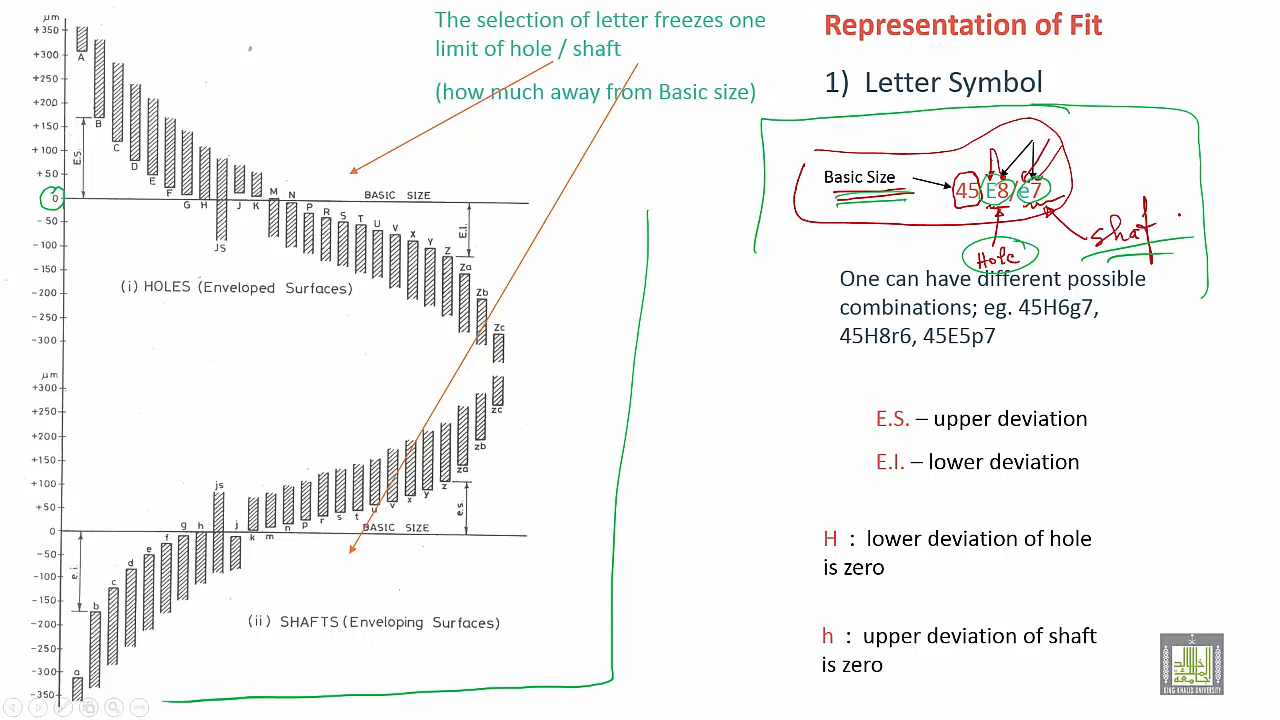 The selection of letter freezes one
limit of hole / shaft
(how much away from Basic size)
Representation of Fit
1) Letter Symbol
Basic Size
45E8/e7
Hole
shaft
One can have different possible
combinations; eg. 45H6g7,
45H8r6, 45E5p7
E.S. – upper deviation
E.I. – lower deviation
H : lower deviation of hole
is zero
h : upper deviation of shaft
is zero
μm
+350
+300
+250
+200
+150
+100
+50
0
−50
−100
−150
−200
−250
−300
A
B
C
D
E
F
G
H
JS
J
K
M
N
P
R
S
T
U
V
X
Y
Z
Za
Zb
Zc
E.S.
E.I.
BASIC SIZE
(i) HOLES (Enveloped Surfaces)
μm
+300
+250
+200
+150
+100
+50
0
−50
−100
−150
−200
−250
−300
−350
a
b
c
d
e
f
g
h
js
j
k
m
n
p
r
s
t
u
v
x
y
z
za
zb
zc
e.i.
e.s.
BASIC SIZE
(ii) SHAFTS (Enveloping Surfaces)
KING KHALID UNIVERSITY